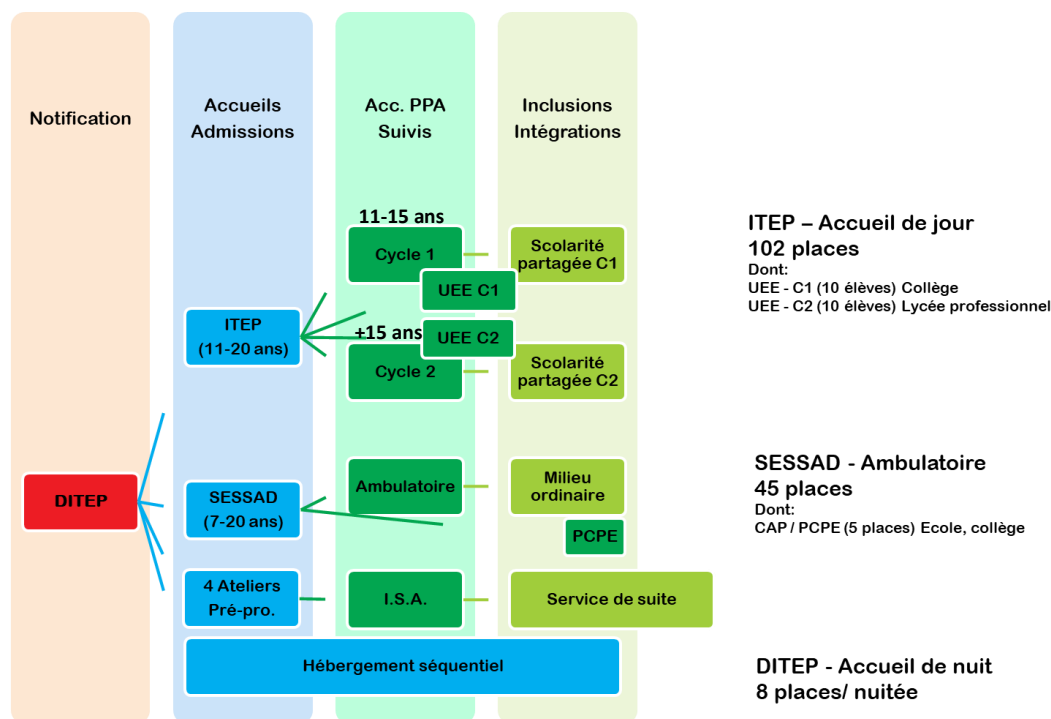 Notification
Accueils
Admissions
Acc. PPA
Suivis
Inclusions
Intégrations
11-15 ans
Cycle 1
Scolarité
partagée C1
UEE C1
ITEP
(11-20 ans)
+15 ans
UEE C2
Cycle 2
Scolarité
partagée C2
DITEP
SESSAD
(7-20 ans)
Ambulatoire
Milieu
ordinaire
PCPE
4 Ateliers
Pré-pro.
I.S.A.
Service de suite
Hébergement séquentiel
ITEP – Accueil de jour
102 places
Dont:
UEE - C1 (10 élèves) Collège
UEE - C2 (10 élèves) Lycée professionnel
SESSAD - Ambulatoire
45 places
Dont:
CAP / PCPE (5 places) Ecole, collège
DITEP - Accueil de nuit
8 places/ nuitée